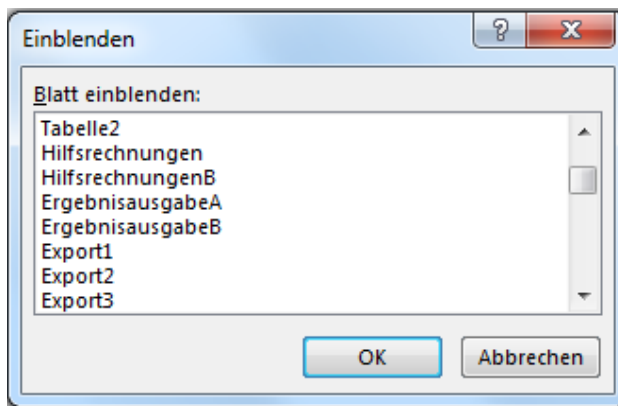 Einblenden
?
X
Blatt einblenden:
Tabelle2
Hilfsrechnungen
HilfsrechnungenB
ErgebnisausgabeA
ErgebnisausgabeB
Export1
Export2
Export3
OK
Abbrechen